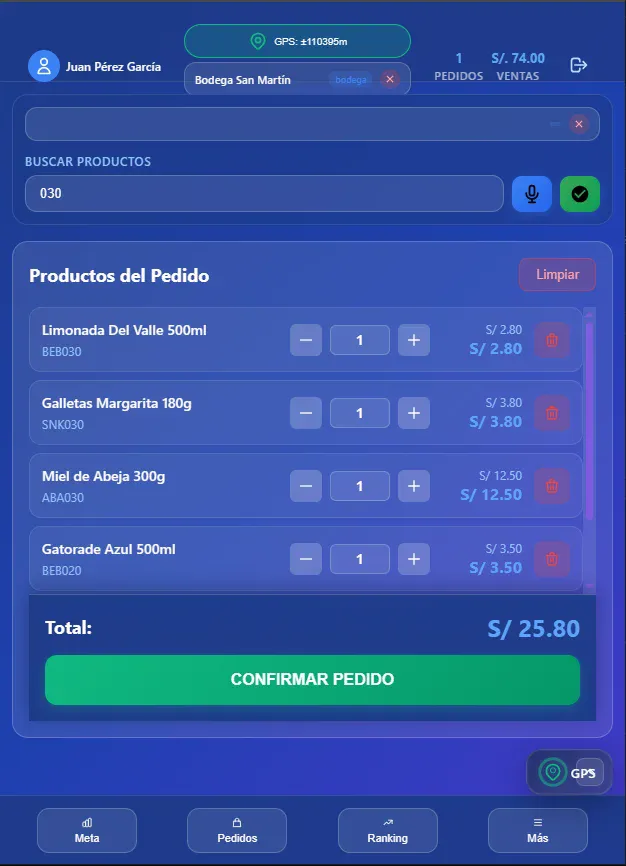 GPS: ±110395m
Juan Pérez García
Bodega San Martín
bodega
1
PEDIDOS
S/. 74.00
VENTAS
BUSCAR PRODUCTOS
030
Productos del Pedido
Limpiar
Limonada Del Valle 500ml
BEB030
1
S/ 2.80
S/ 2.80
Galletas Margarita 180g
SNK030
1
S/ 3.80
S/ 3.80
Miel de Abeja 300g
ABA030
1
S/ 12.50
S/ 12.50
Gatorade Azul 500ml
BEB020
1
S/ 3.50
S/ 3.50
Total:
S/ 25.80
CONFIRMAR PEDIDO
GPS
Meta
Pedidos
Ranking
Más